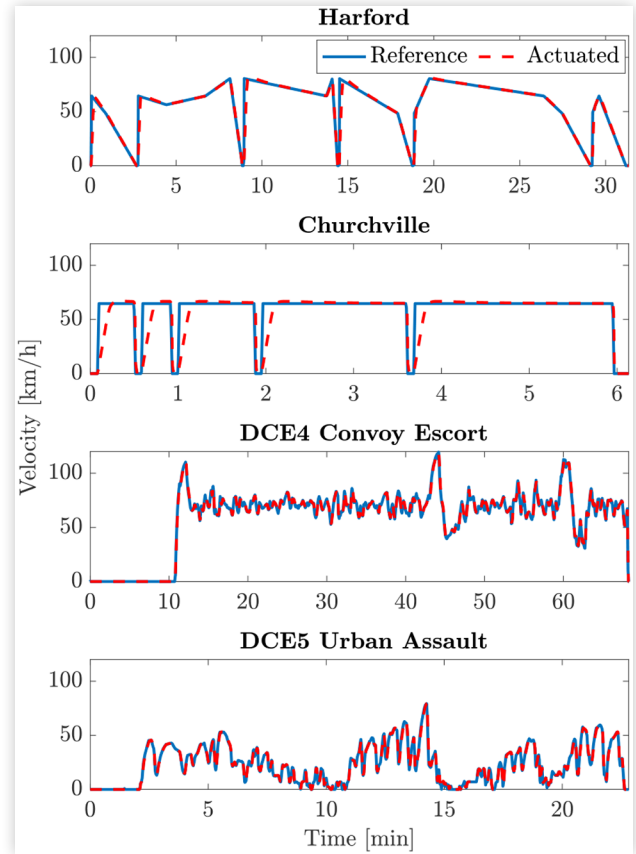 Harford
Reference Actuated
100
50
0
0 5 10 15 20 25 30
Churchville
100
50
0
0 1 2 3 4 5 6
Velocity [km/h]
DCE4 Convoy Escort
100
50
0
0 10 20 30 40 50 60
DCE5 Urban Assault
100
50
0
0 5 10 15 20
Time [min]